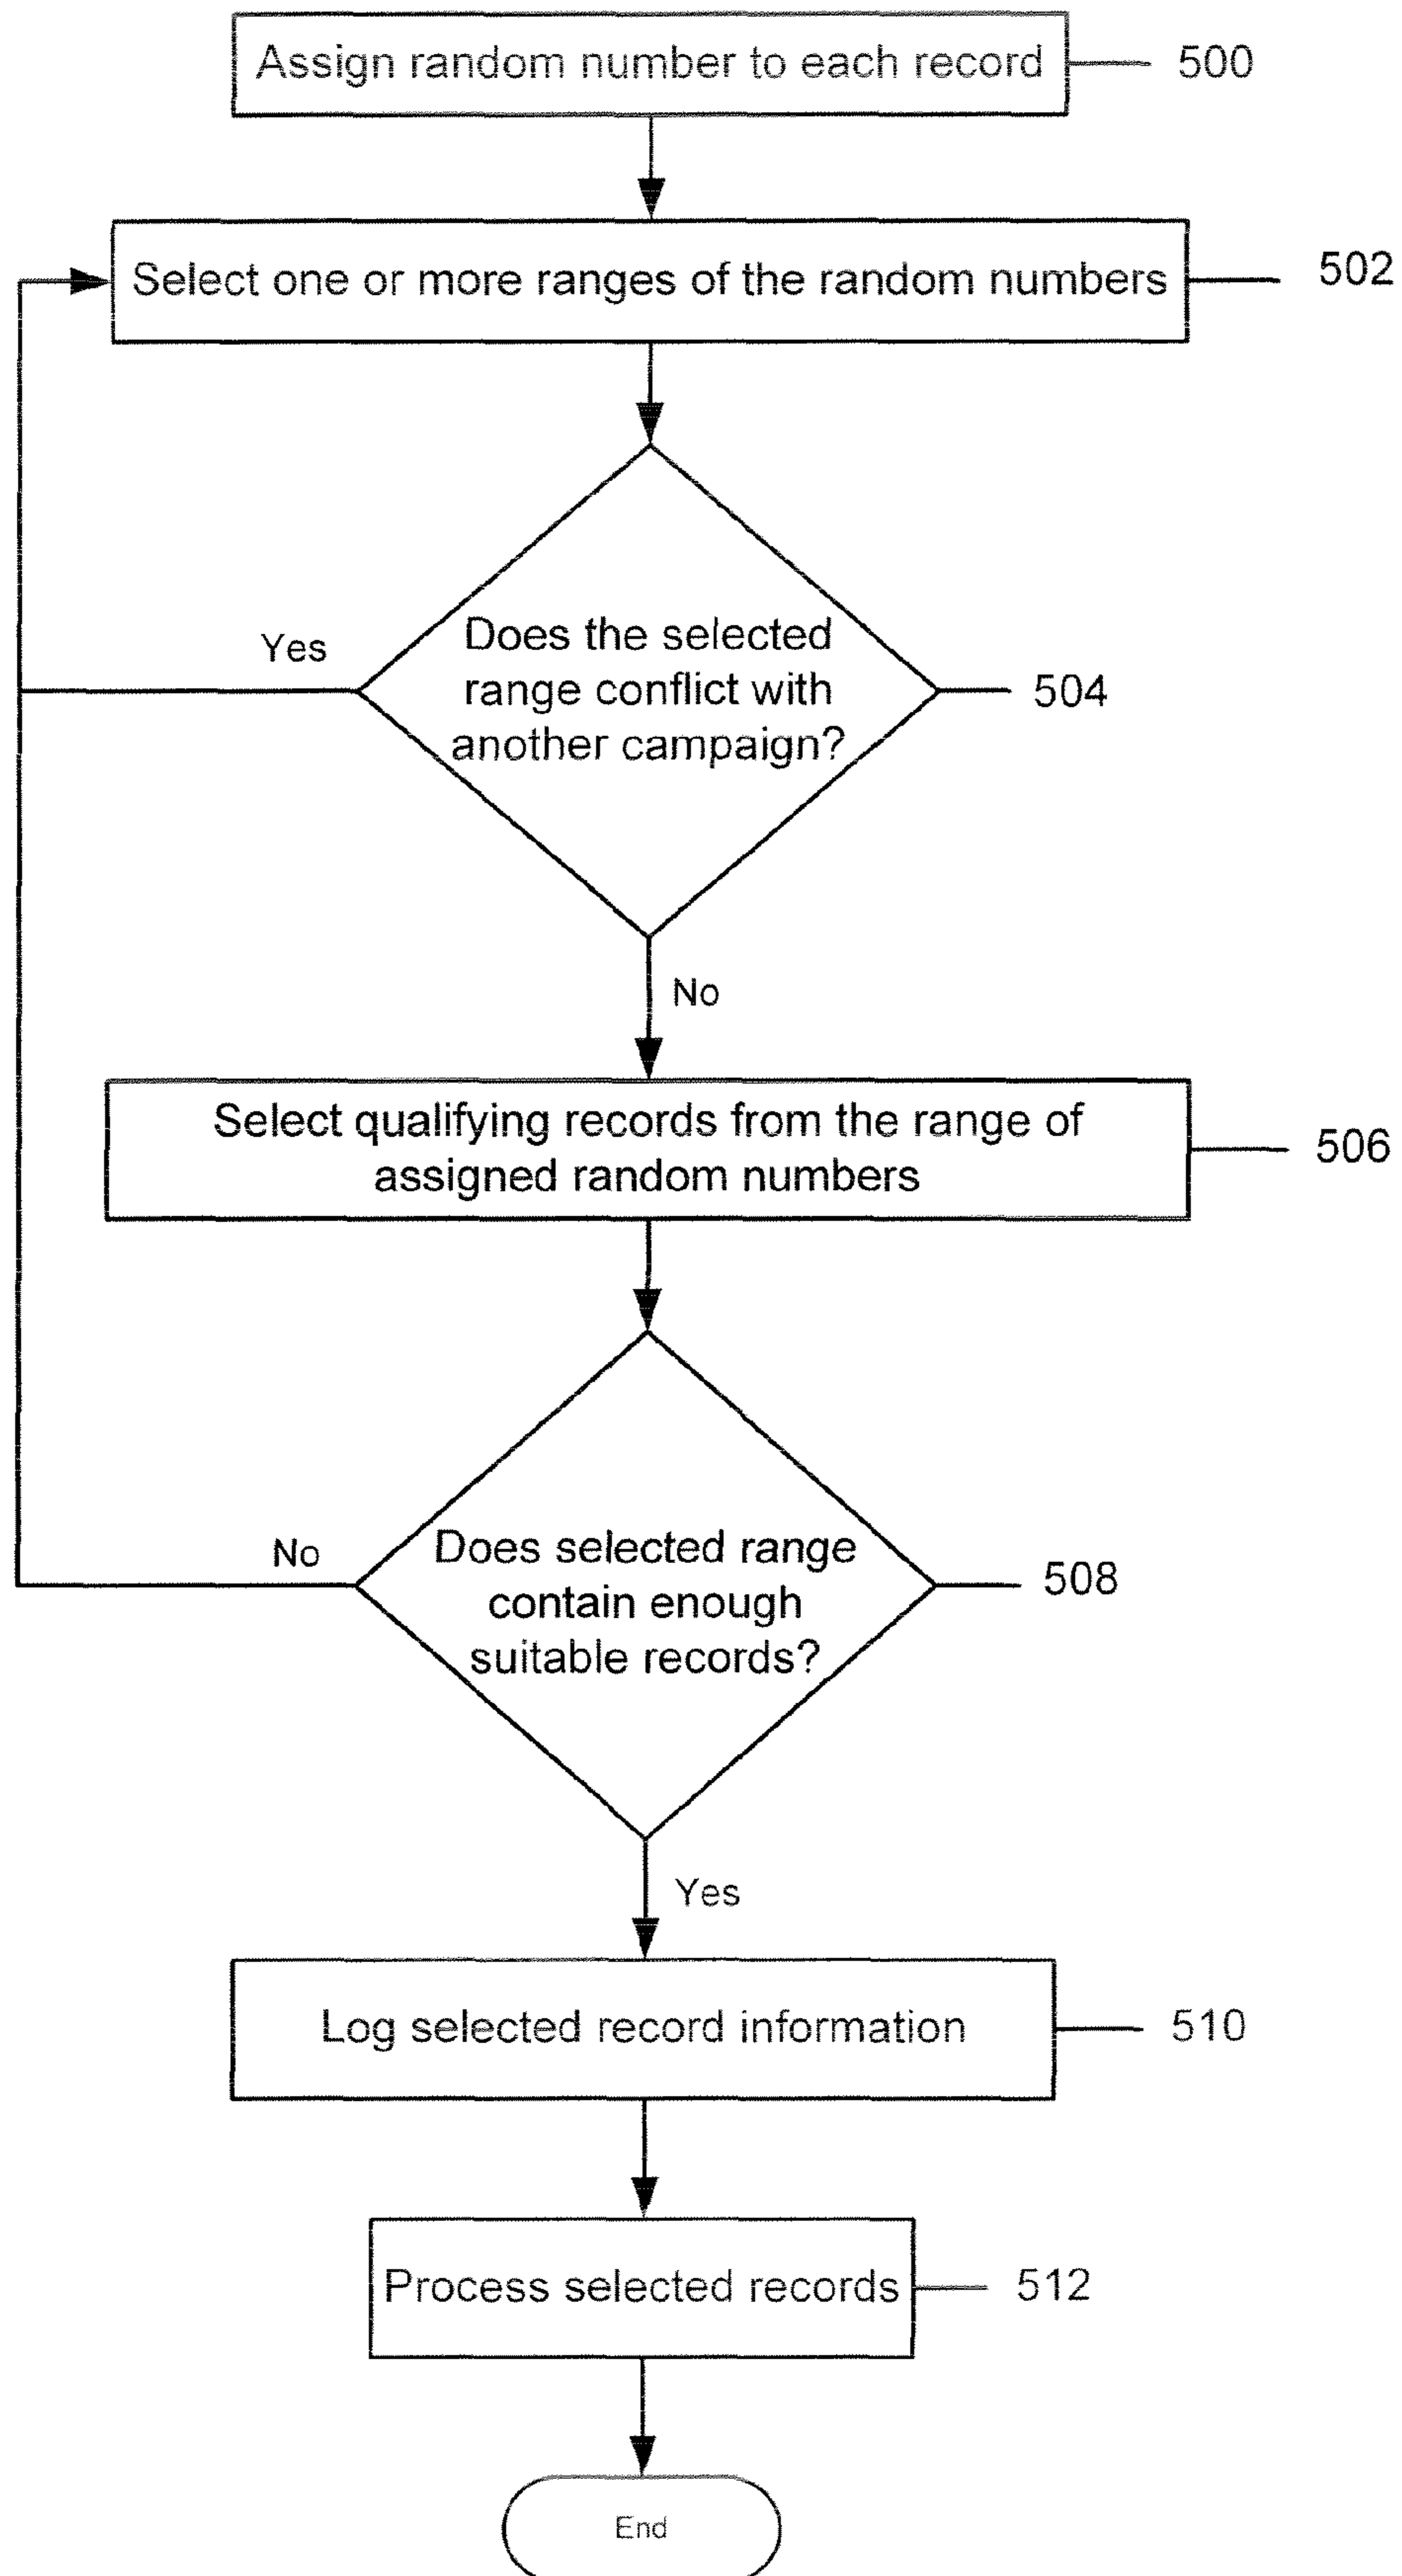 Assign random number to each record
500
Select one or more ranges of the random numbers
502
Does the selected
range conflict with
another campaign?
Yes
504
No
Select qualifying records from the range of
assigned random numbers
506
Does selected range
contain enough
suitable records?
No
508
Yes
Log selected record information
510
Process selected records
512
End